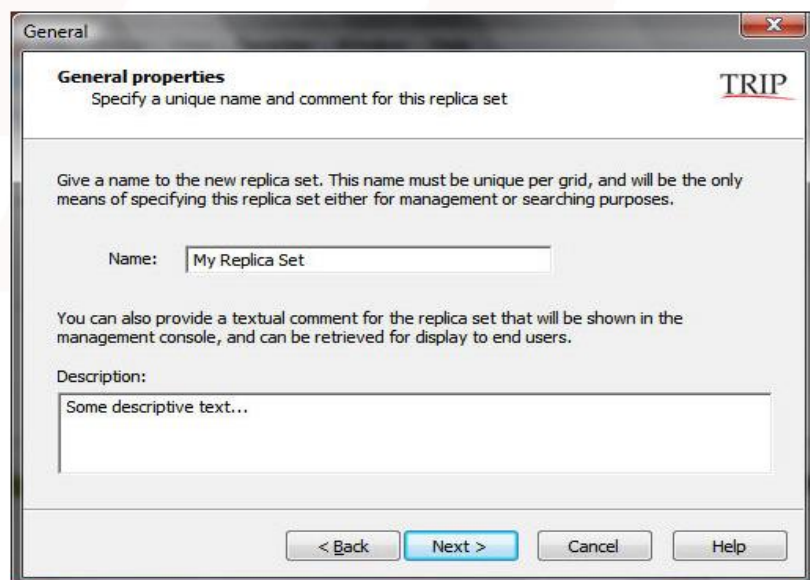 General
General properties
Specify a unique name and comment for this replica set
TRIP
Give a name to the new replica set. This name must be unique per grid, and will be the only
means of specifying this replica set either for management or searching purposes.
Name: My Replica Set
You can also provide a textual comment for the replica set that will be shown in the
management console, and can be retrieved for display to end users.
Description:
Some descriptive text...
< Back Next > Cancel Help